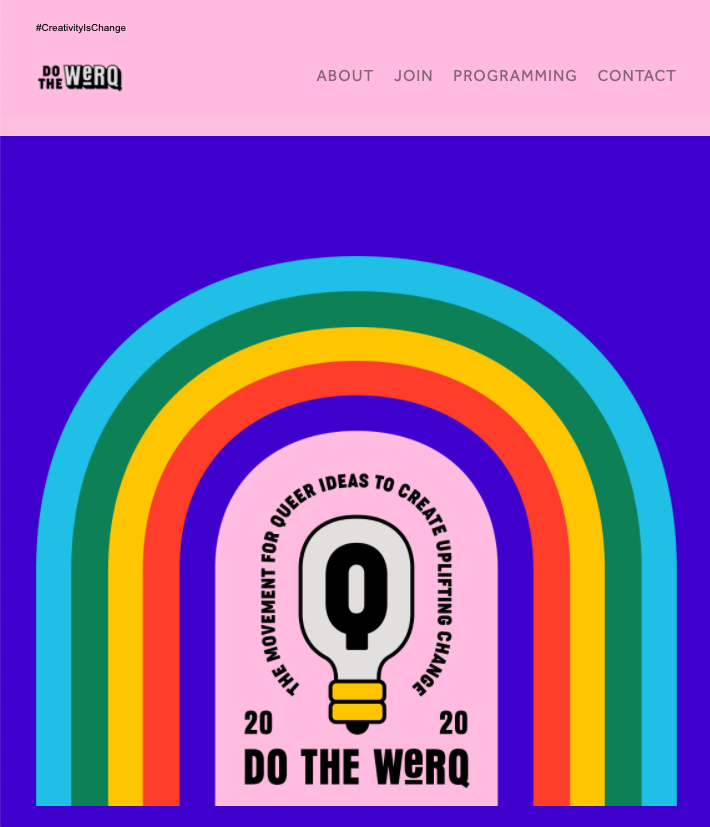 #CreativityIsChange
DO THE WeRQ
ABOUT JOIN PROGRAMMING CONTACT
THE MOVEMENT FOR QUEER IDEAS TO CREATE UPLIFTING CHANGE
Q
20 20
DO THE WeRQ